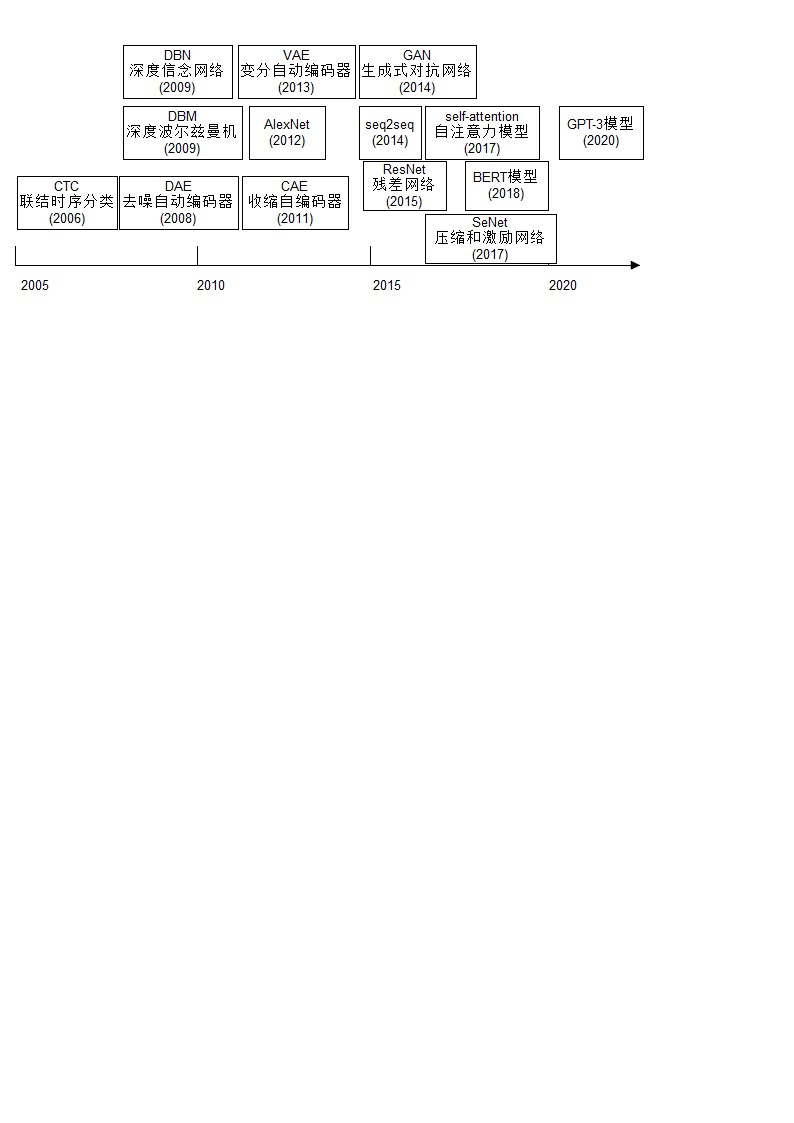 DBN
深度信念网络
(2009)
VAE
变分自动编码器
(2013)
GAN
生成式对抗网络
(2014)
DBM
深度波尔兹曼机
(2009)
AlexNet
(2012)
seq2seq
(2014)
self-attention
自注意力模型
(2017)
GPT-3模型
(2020)
ResNet
残差网络
(2015)
BERT模型
(2018)
CTC
联结时序分类
(2006)
DAE
去噪自动编码器
(2008)
CAE
收缩自编码器
(2011)
SeNet
压缩和激励网络
(2017)
2005
2010
2015
2020